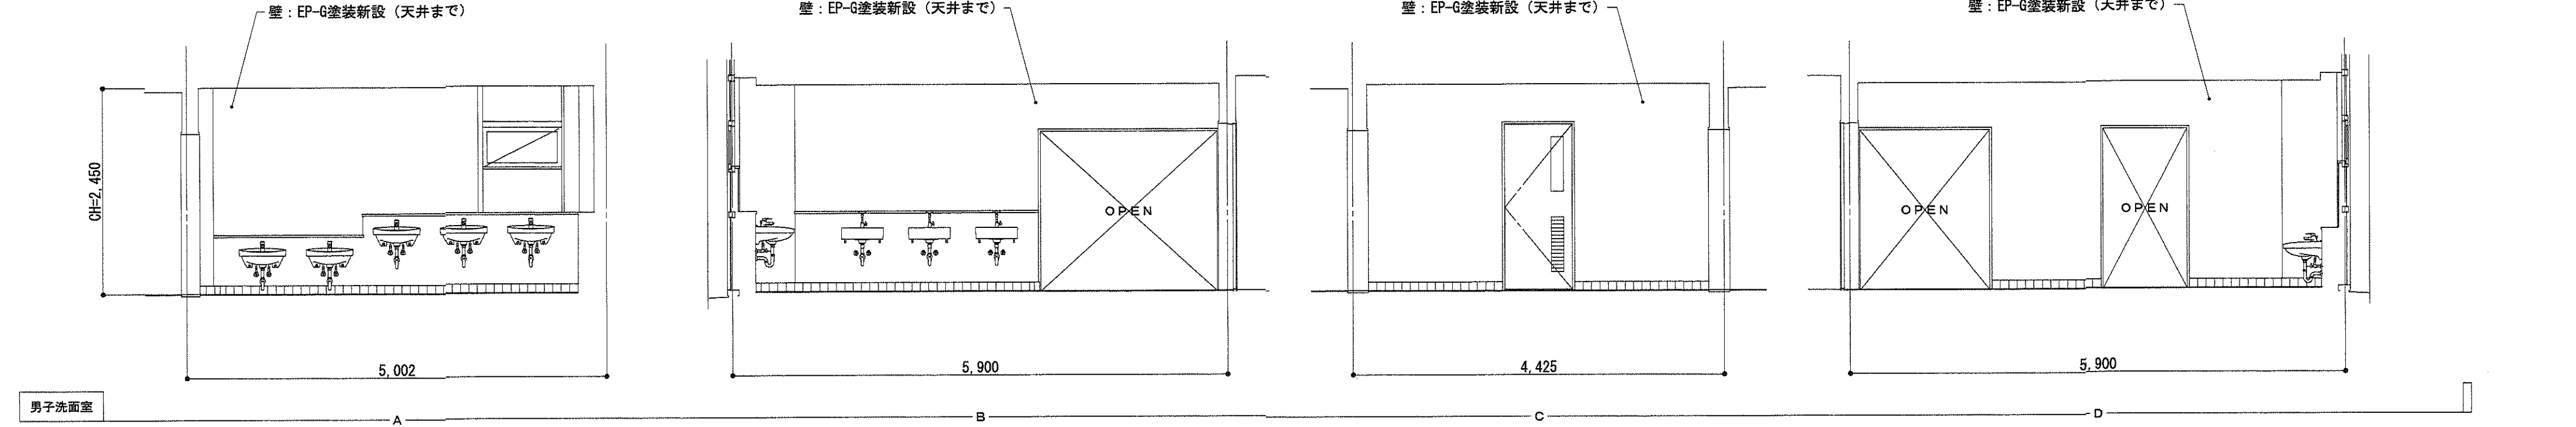 壁：EP-G塗装新設（天井まで）
壁：EP-G塗装新設（天井まで）
壁：EP-G塗装新設（天井まで）
壁：EP-G塗装新設（天井まで）
CH=2,450
OPEN
OPEN
OPEN
5,002
5,900
4,425
5,900
男子洗面室
A
B
C
D